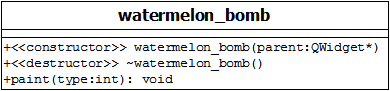 watermelon_bomb
+<<constructor>> watermelon_bomb(parent:QWidget*)
+<<destructor>> ~watermelon_bomb()
+paint(type:int): void